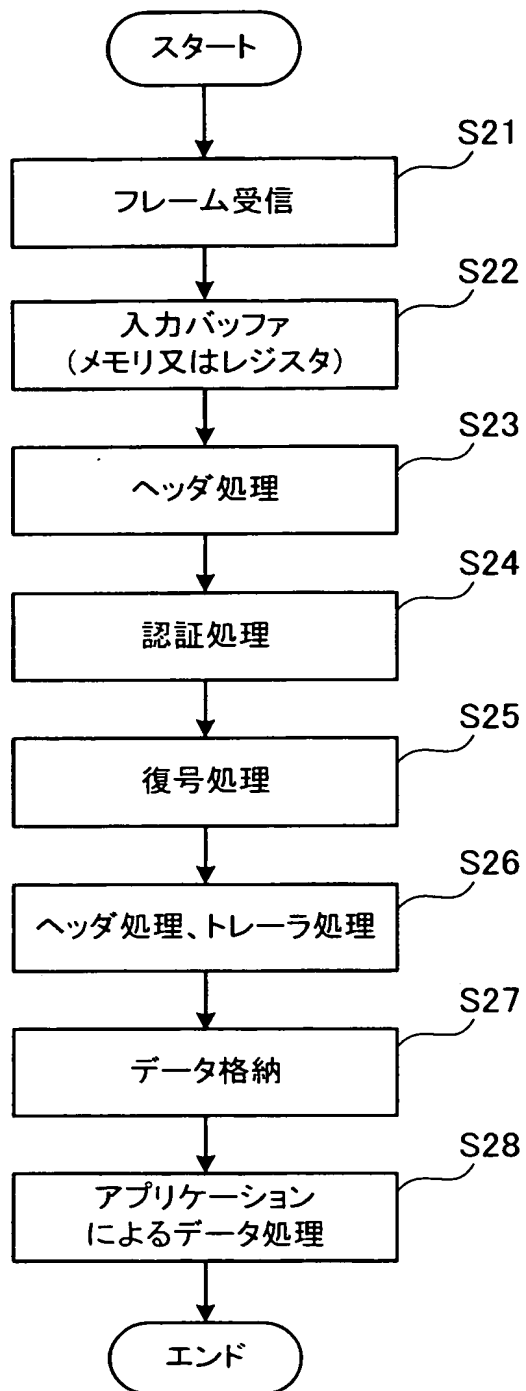 スタート
S21
フレーム受信
S22
入力バッファ
(メモリ又はレジスタ)
S23
ヘッダ処理
S24
認証処理
S25
復号処理
S26
ヘッダ処理、トレーラ処理
S27
データ格納
S28
アプリケーション
によるデータ処理
エンド